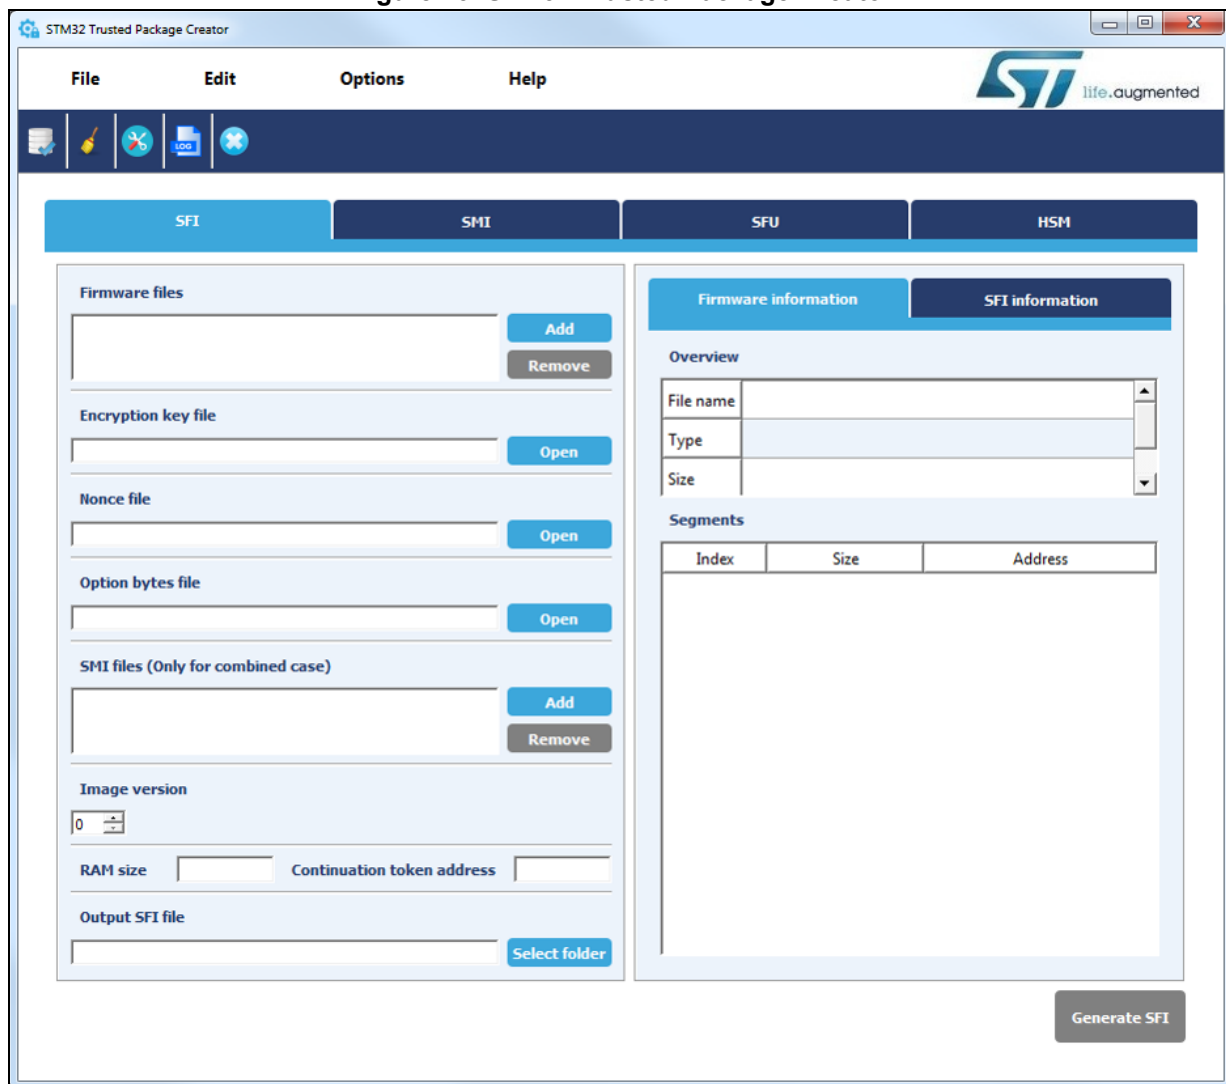 STM32 Trusted Package Creator
File Edit Options Help
ST life.augmented
LOG
SFI SMI SFU HSM
Firmware files
Add
Remove
Encryption key file
Open
Nonce file
Open
Option bytes file
Open
SMI files (Only for combined case)
Add
Remove
Image version
0
RAM size Continuation token address
Output SFI file
Select folder
Firmware information SFI information
Overview
File name
Type
Size
Segments
Index Size Address
Generate SFI